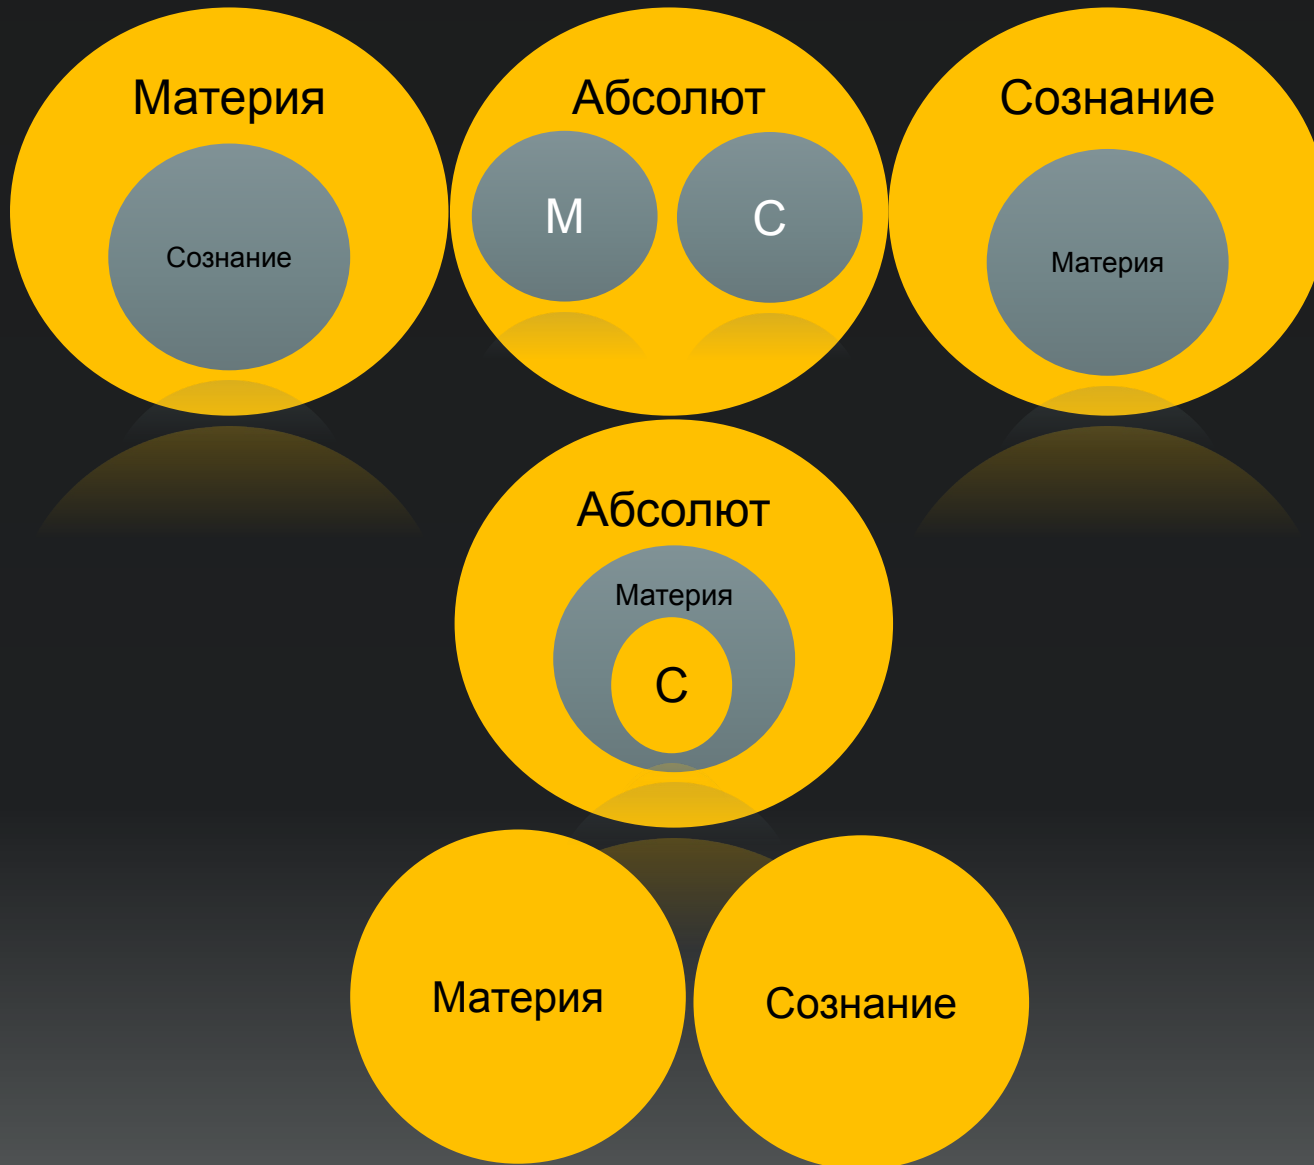 Материя
Абсолют
Сознание
Сознание
М
С
Материя
Абсолют
Материя
С
Материя
Сознание